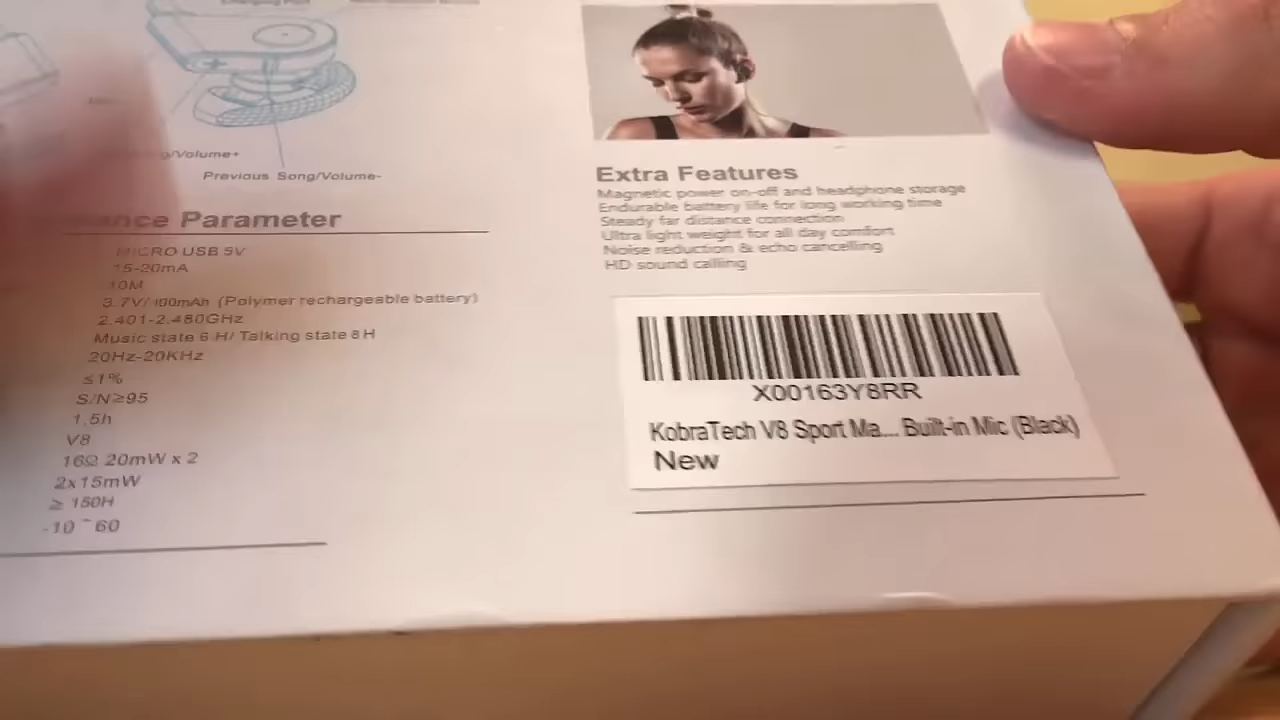 Charging Port
g/Volume+
Previous Song/Volume-
ance Parameter
MICRO USB 5V
15-20mA
10M
3.7V/100mAh (Polymer rechargeable battery)
2.401-2.480GHz
Music state 6 H/ Talking state 8 H
20Hz-20KHz
≤1%
S/N≥95
1.5h
V8
16Ω 20mW x 2
2x15mW
≥ 150H
-10 ~ 60
Extra Features
Magnetic power on-off and headphone storage
Endurable battery life for long working time
Steady far distance connection
Ultra light weight for all day comfort
Noise reduction & echo cancelling
HD sound calling
X00163Y8RR
KobraTech V8 Sport Ma... Built-in Mic (Black)
New